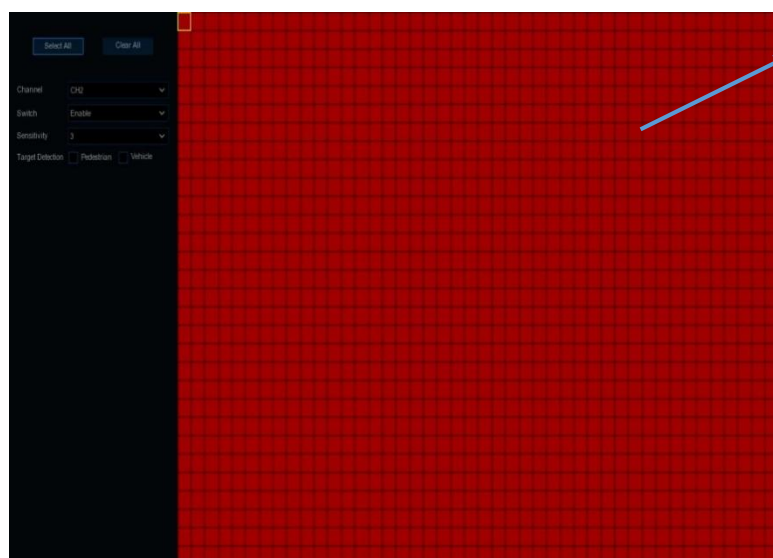 Select All Clear All
Channel CH2
Switch Enable
Sensitivity 3
Target Detection Pedestrian Vehicle